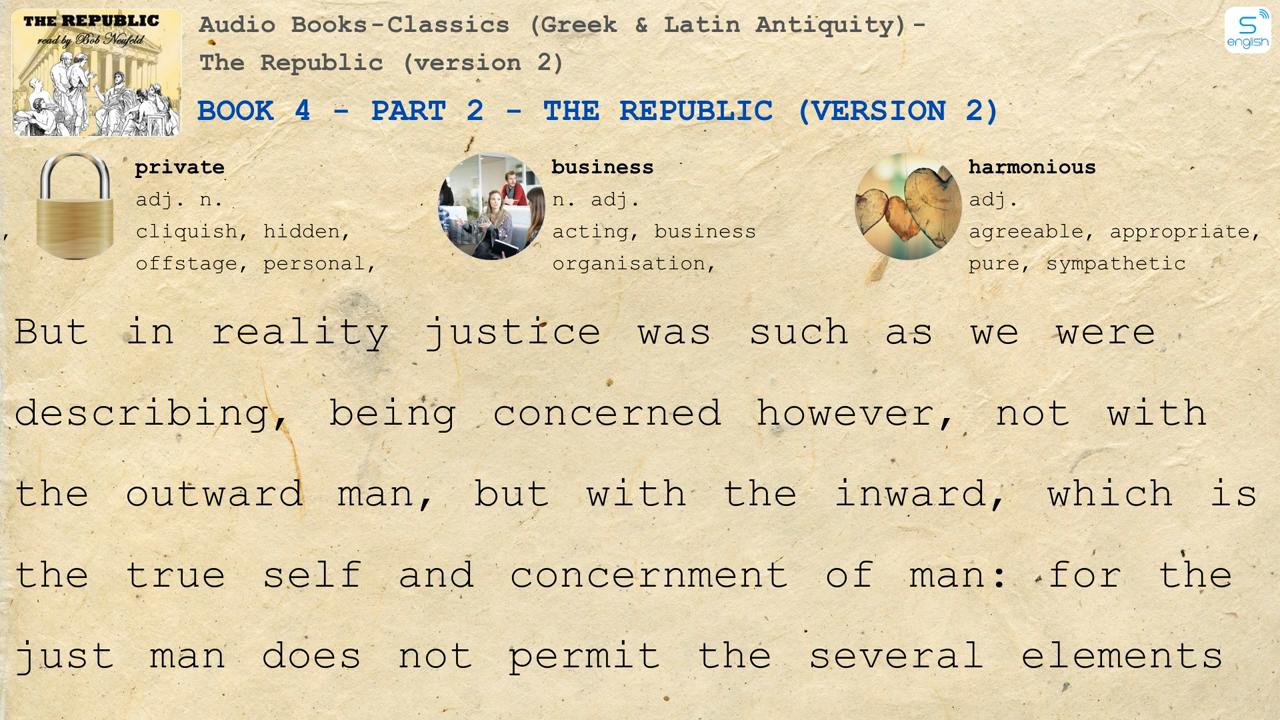 THE REPUBLIC
read by Bob Neufeld
Audio Books-Classics (Greek & Latin Antiquity)-
The Republic (version 2)
BOOK 4 - PART 2 - THE REPUBLIC (VERSION 2)
S
english
private
adj. n.
cliquish, hidden,
offstage, personal,
business
n. adj.
acting, business
organisation,
harmonious
adj.
agreeable, appropriate,
pure, sympathetic
,
But in reality justice was such as we were
describing, being concerned however, not with
the outward man, but with the inward, which is
the true self and concernment of man: for the
just man does not permit the several elements